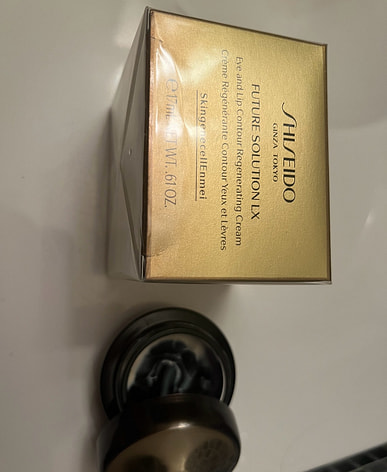 SHISEIDO
GINZA TOKYO
FUTURE SOLUTION LX
Eye and Lip Contour Regenerating Cream
Crème Régénérante Contour Yeux et Lèvres
SkingenecellEnmei
17mL WT. .61 OZ.